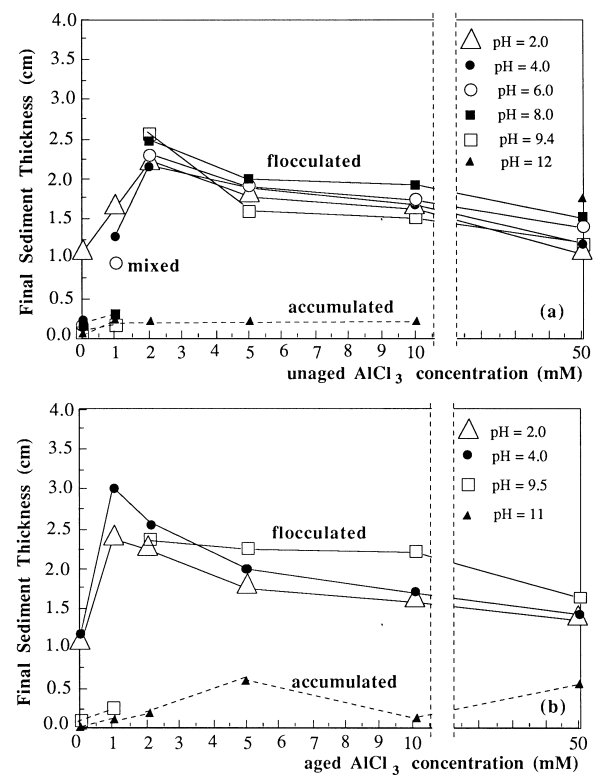 4.0
3.5
3.0
2.5
2.0
1.5
1.0
0.5
0.0
Final Sediment Thickness (cm)
pH = 2.0
pH = 4.0
pH = 6.0
pH = 8.0
pH = 9.4
pH = 12
flocculated
mixed
accumulated
(a)
0 1 2 3 4 5 6 7 8 9 10 50
unaged AlCl3 concentration (mM)
4.0
3.5
3.0
2.5
2.0
1.5
1.0
0.5
0.0
Final Sediment Thickness (cm)
pH = 2.0
pH = 4.0
pH = 9.5
pH = 11
flocculated
accumulated
(b)
0 1 2 3 4 5 6 7 8 9 10 50
aged AlCl3 concentration (mM)